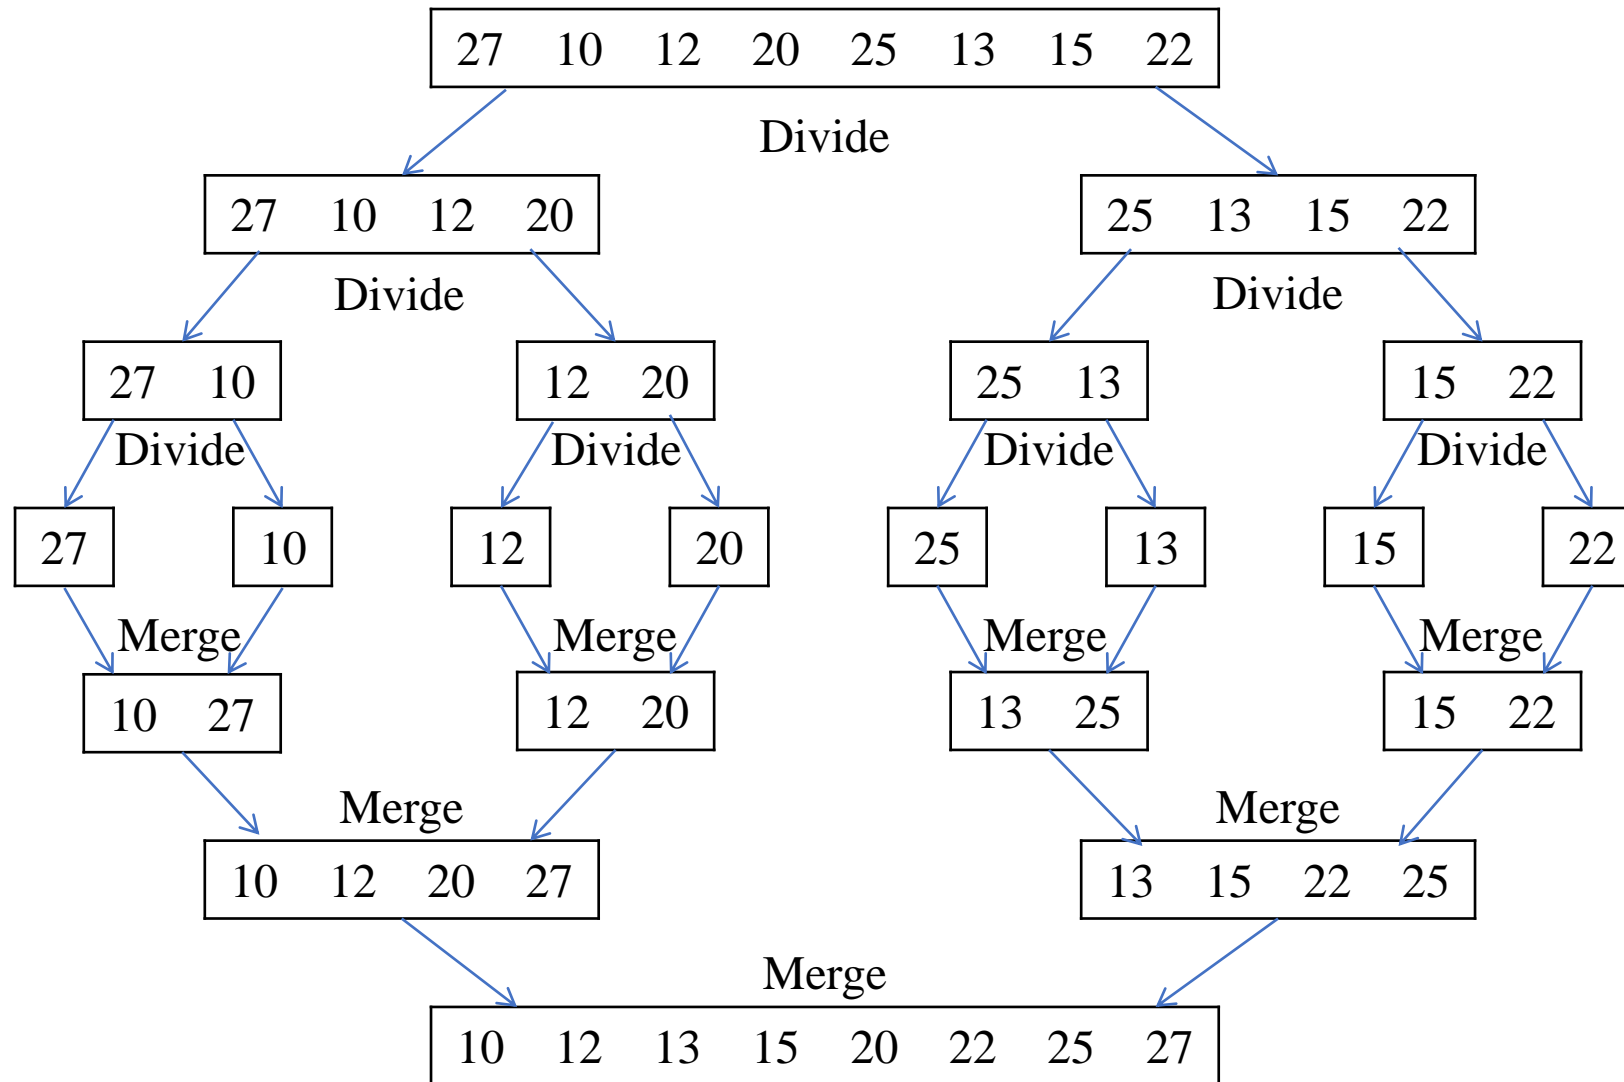 27 10 12 20 25 13 15 22
Divide
27 10 12 20
25 13 15 22
Divide
Divide
27 10
12 20
25 13
15 22
Divide
Divide
Divide
Divide
27
10
12
20
25
13
15
22
Merge
Merge
Merge
Merge
10 27
12 20
13 25
15 22
Merge
Merge
10 12 20 27
13 15 22 25
Merge
10 12 13 15 20 22 25 27